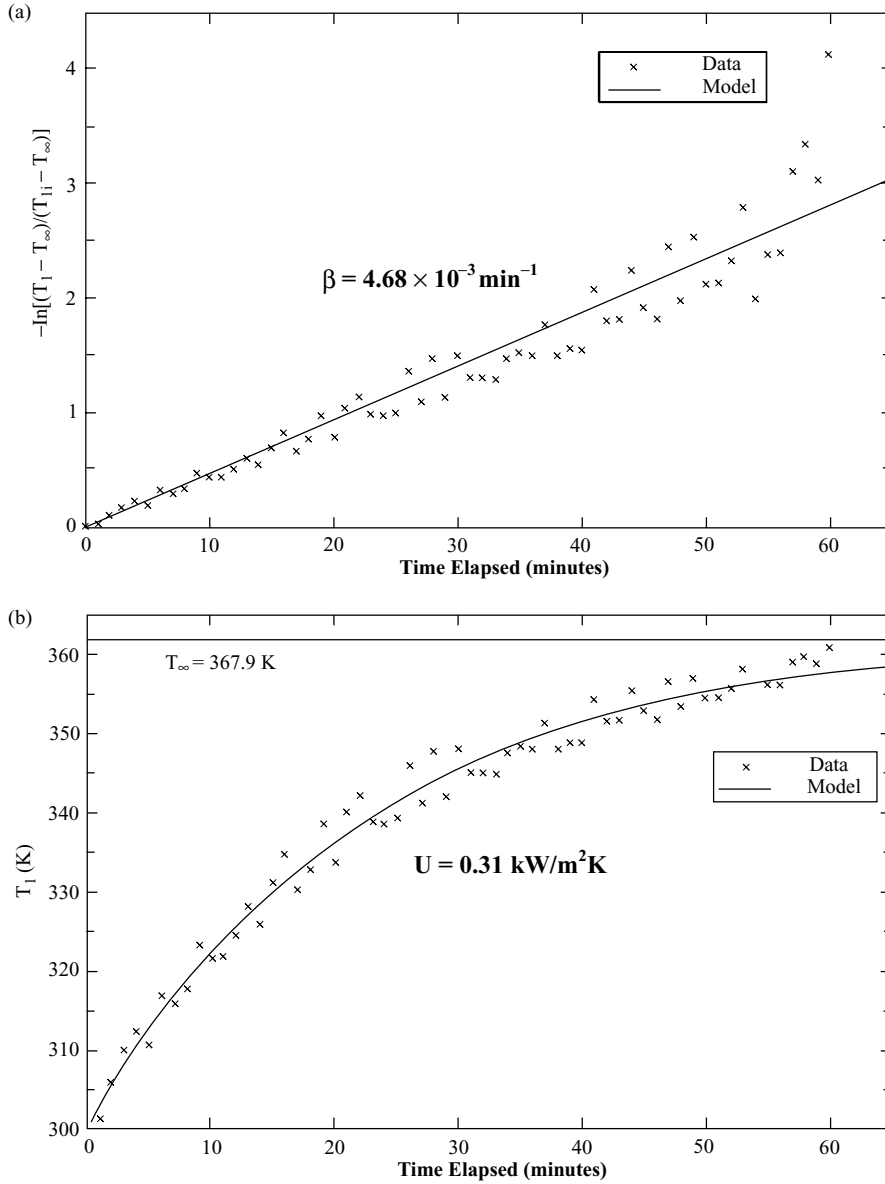 (a)
4
3
2
1
0
–In[(T₁ – T∞)/(T₁ᵢ – T∞)]
Data
Model
β = 4.68 × 10⁻³ min⁻¹
0 10 20 30 40 50 60
Time Elapsed (minutes)
(b)
360
350
340
330
320
310
300
T₁ (K)
T∞ = 367.9 K
Data
Model
U = 0.31 kW/m²K
0 10 20 30 40 50 60
Time Elapsed (minutes)